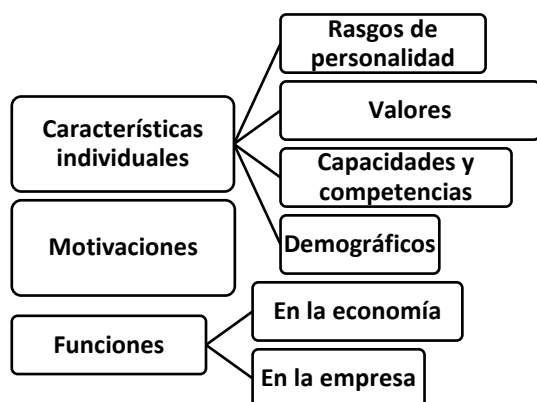 Características
individuales
Rasgos de
personalidad
Valores
Capacidades y
competencias
Demográficos
Motivaciones
Funciones
En la economía
En la empresa